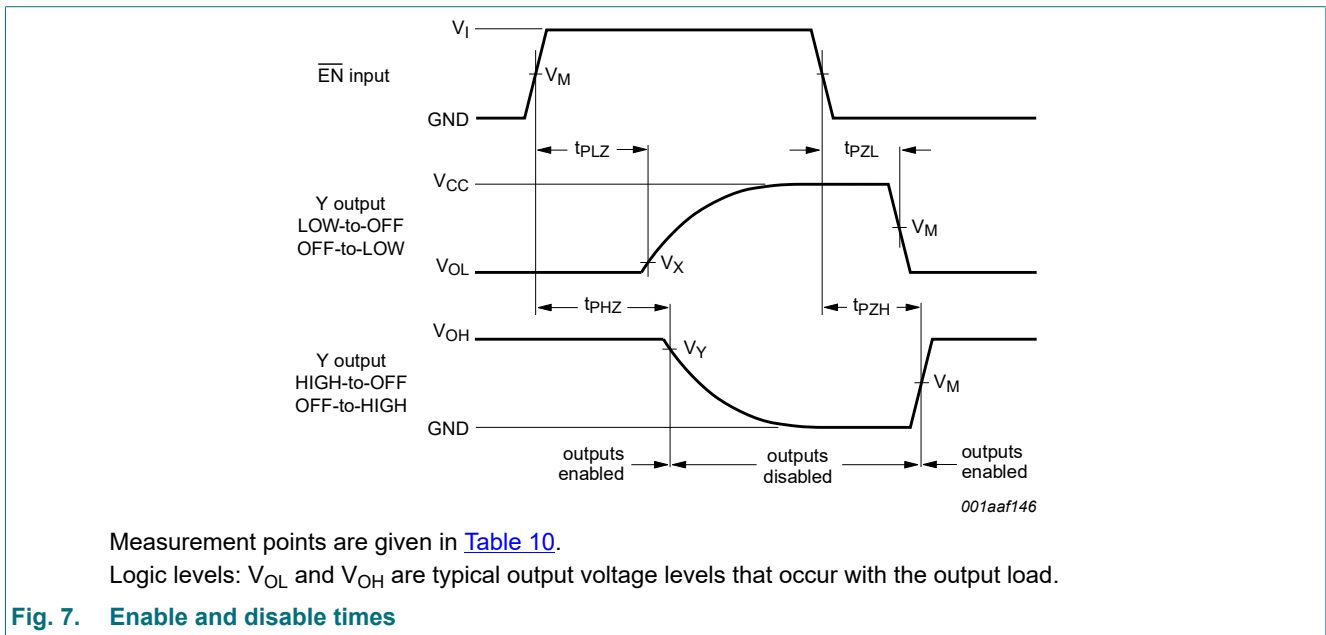 V_I
EN input
V_M
GND
t_PLZ
t_PZL
V_CC
Y output
LOW-to-OFF
OFF-to-LOW
V_M
V_OL
V_X
t_PHZ
t_PZH
V_OH
Y output
HIGH-to-OFF
OFF-to-HIGH
V_Y
V_M
GND
outputs
enabled
outputs
disabled
outputs
enabled
001aaf146
Measurement points are given in Table 10.
Logic levels: V_OL and V_OH are typical output voltage levels that occur with the output load.
Fig. 7. Enable and disable times